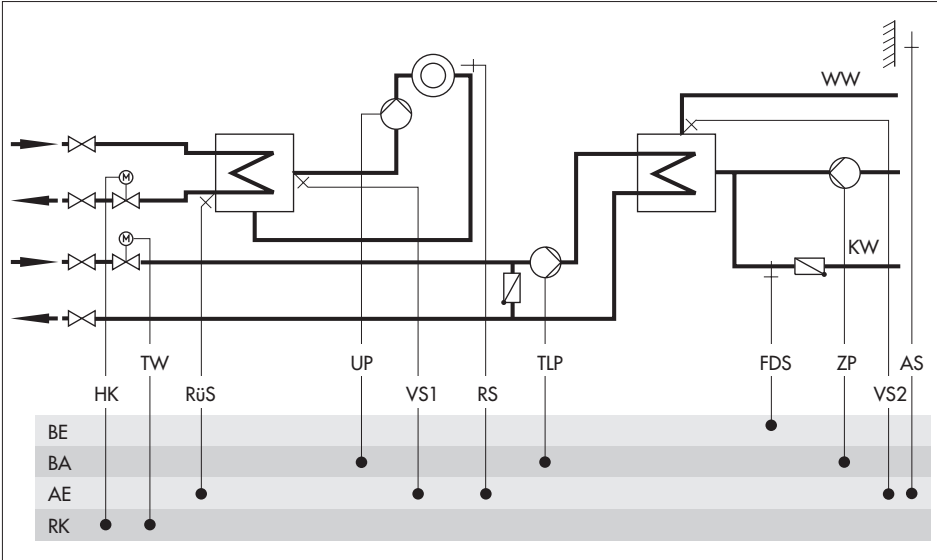 WW
M
M
KW
TW UP TLP FDS ZP AS
HK RüS VS1 RS VS2
BE
BA
AE
RK